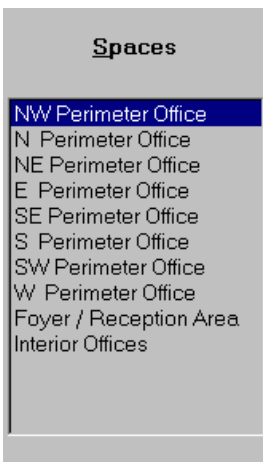 Spaces
NW Perimeter Office
N  Perimeter Office
NE Perimeter Office
E  Perimeter Office
SE Perimeter Office
S  Perimeter Office
SW Perimeter Office
W  Perimeter Office
Foyer / Reception Area
Interior Offices